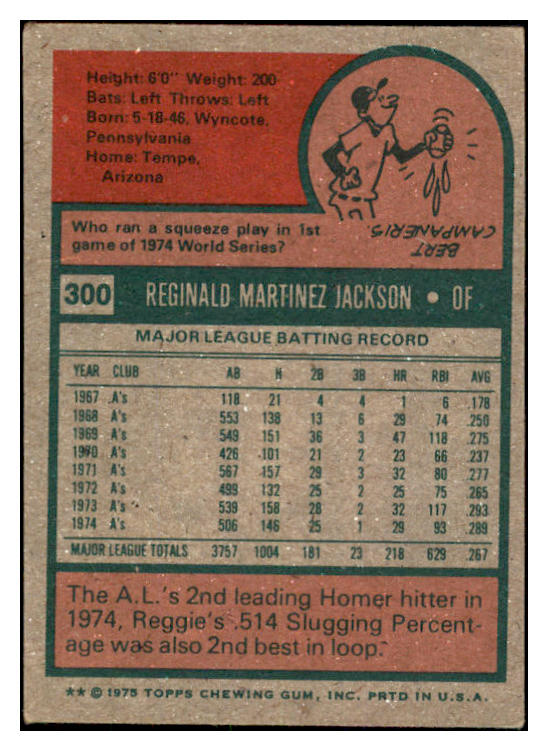 Height: 6'0" Weight: 200
Bats: Left Throws: Left
Born: 5-18-46, Wyncote,
Pennsylvania
Home: Tempe,
Arizona
Who ran a squeeze play in 1st
game of 1974 World Series?
BERT
CAMPANERIS.
300 REGINALD MARTINEZ JACKSON • OF
MAJOR LEAGUE BATTING RECORD
YEAR CLUB AB H 2B 3B HR RBI AVG
1967 A's 118 21 4 4 1 6 .178
1968 A's 553 138 13 6 29 74 .250
1969 A's 549 151 36 3 47 118 .275
1970 A's 426 101 21 2 23 66 .237
1971 A's 567 157 29 3 32 80 .277
1972 A's 499 132 25 2 25 75 .265
1973 A's 539 158 28 2 32 117 .293
1974 A's 506 146 25 1 29 93 .289
MAJOR LEAGUE TOTALS 3757 1004 181 23 218 629 .267
The A.L.'s 2nd leading Homer hitter in
1974, Reggie's .514 Slugging Percent-
age was also 2nd best in loop.
** © 1975 TOPPS CHEWING GUM, INC. PRTD IN U.S.A.